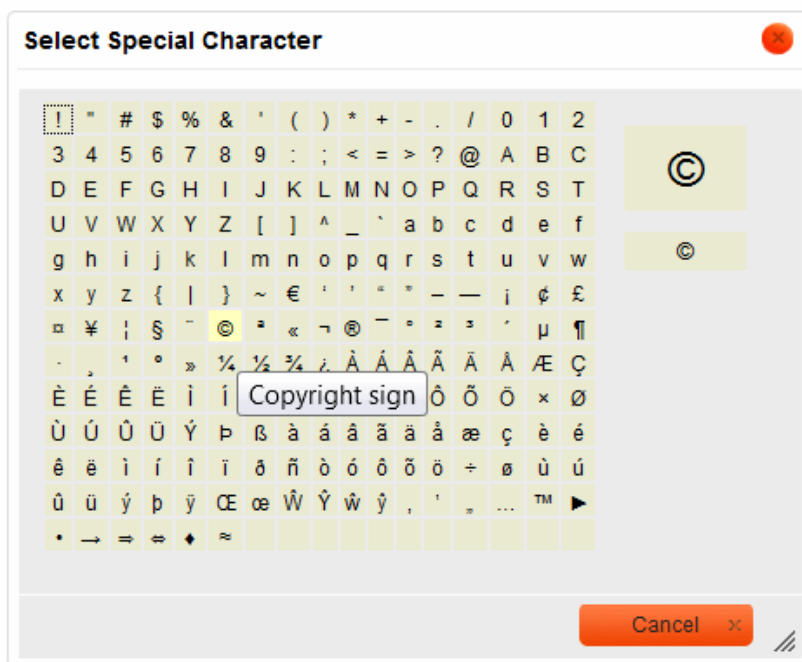 Select Special Character
! " # $ % & ' ( ) * + - . / 0 1 2
3 4 5 6 7 8 9 : ; < = > ? @ A B C
D E F G H I J K L M N O P Q R S T
U V W X Y Z [ ] ^ _ ` a b c d e f
g h i j k l m n o p q r s t u v w
x y z { | } ~ € ‘ ’ “ ” – — ¡ ¢ £
¤ ¥ ¦ § ¨ © ª « ¬ ® ¯ ° ² ³ ´ µ ¶
· ¸ ¹ º » ¼ ½ ¾ ¿ À Á Â Ã Ä Å Æ Ç
È É Ê Ë Ì Í Ô Õ Ö × Ø
Copyright sign
Ù Ú Û Ü Ý Þ ß à á â ã ä å æ ç è é
ê ë ì í î ï ð ñ ò ó ô õ ö ÷ ø ù ú
û ü ý þ ÿ Œ œ Ŵ Ŷ ŵ ŷ ‚ ‛ „ … ™ ►
• → ⇒ ⇔ ♦ ≈
©
©
Cancel